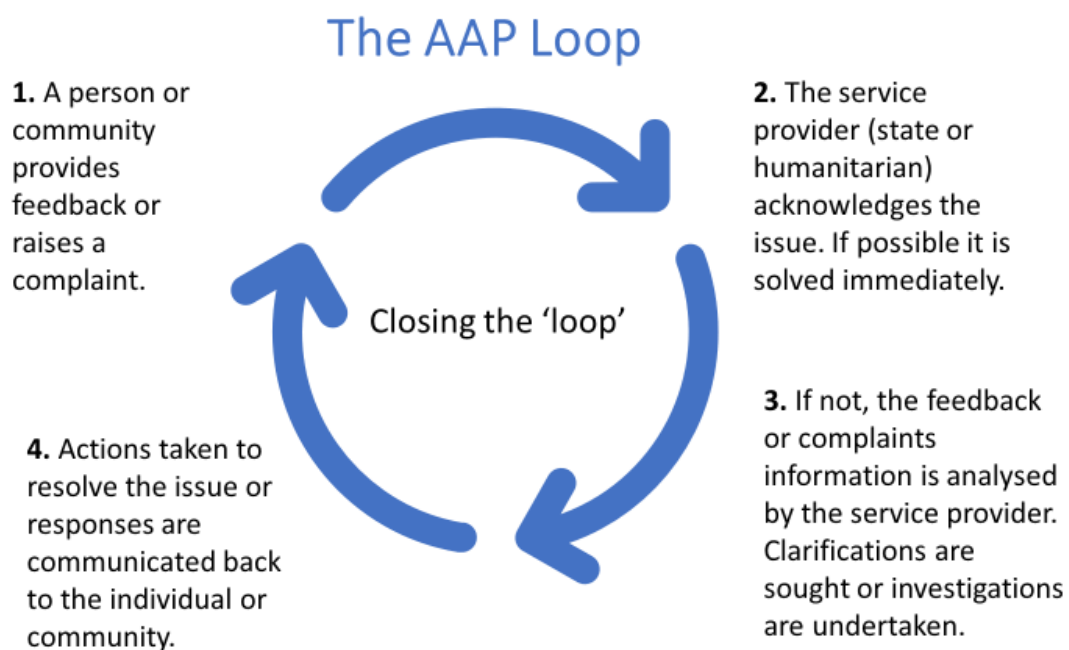 The AAP Loop
1. A person or
community
provides
feedback or
raises a
complaint.
2. The service
provider (state or
humanitarian)
acknowledges the
issue. If possible it is
solved immediately.
Closing the ‘loop’
3. If not, the feedback
or complaints
information is analysed
by the service provider.
Clarifications are
sought or investigations
are undertaken.
4. Actions taken to
resolve the issue or
responses are
communicated back
to the individual or
community.